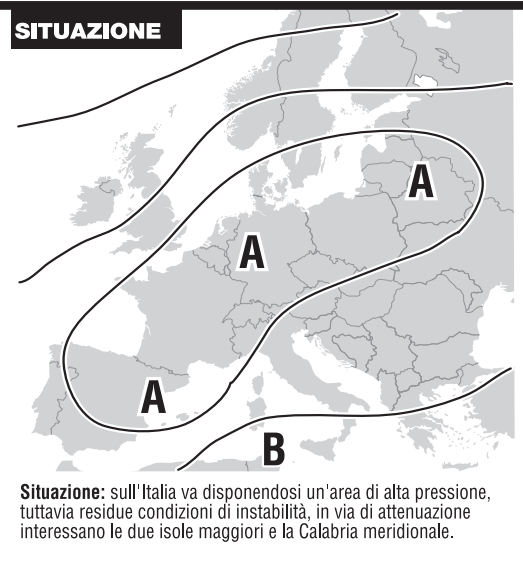 SITUAZIONE
A
A
A
B
Situazione: sull'Italia va disponendosi un'area di alta pressione,
tuttavia residue condizioni di instabilità, in via di attenuazione
interessano le due isole maggiori e la Calabria meridionale.